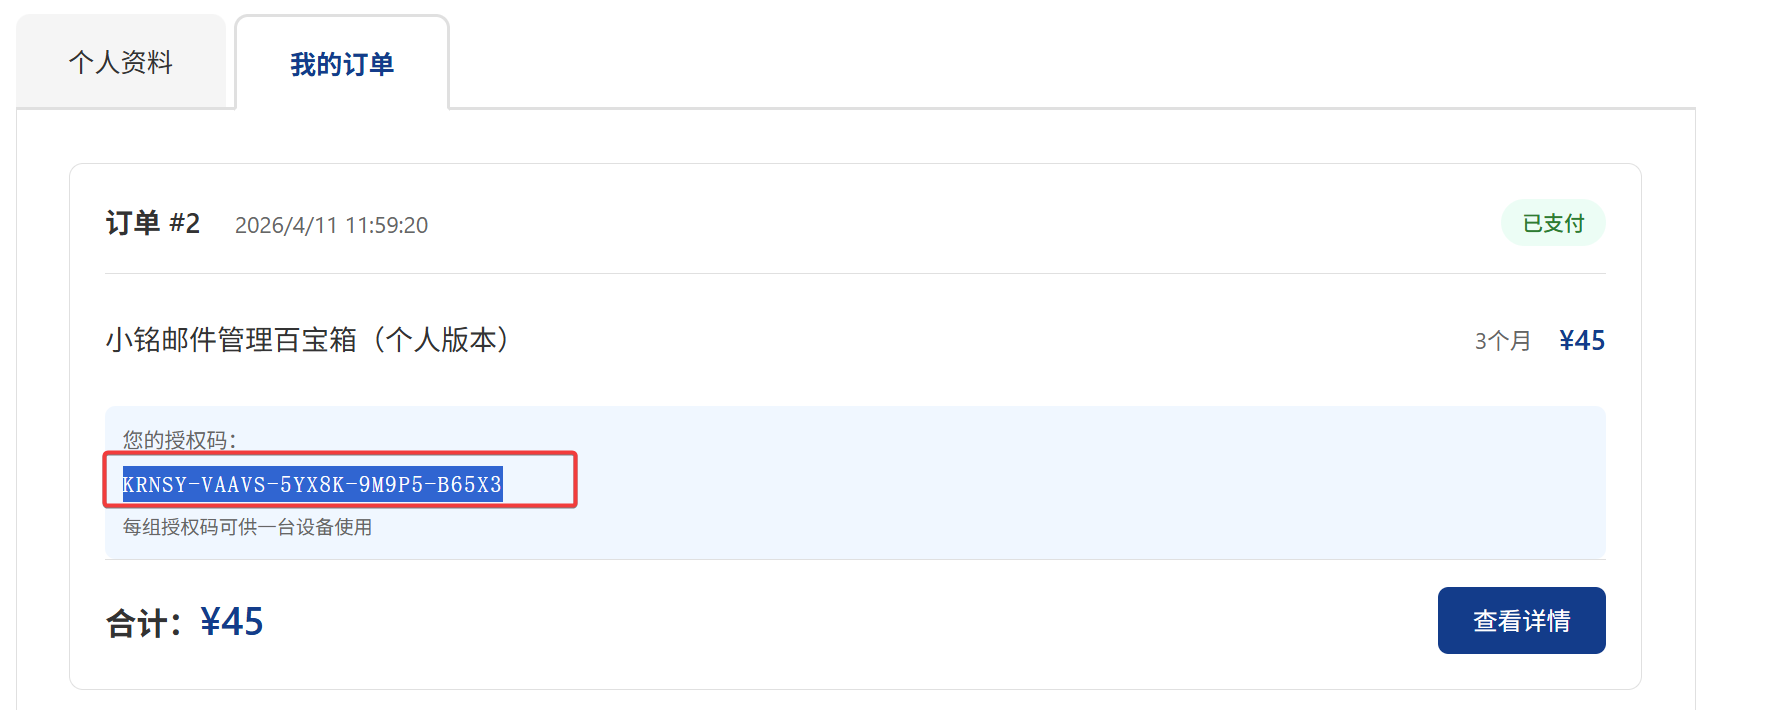 个人资料
我的订单
订单 #2 2026/4/11 11:59:20 已支付
小铭邮件管理百宝箱（个人版本） 3个月 ¥45
您的授权码：
KRNSY-VAAVS-5YX8K-9M9P5-B65X3
每组授权码可供一台设备使用
合计：¥45 查看详情